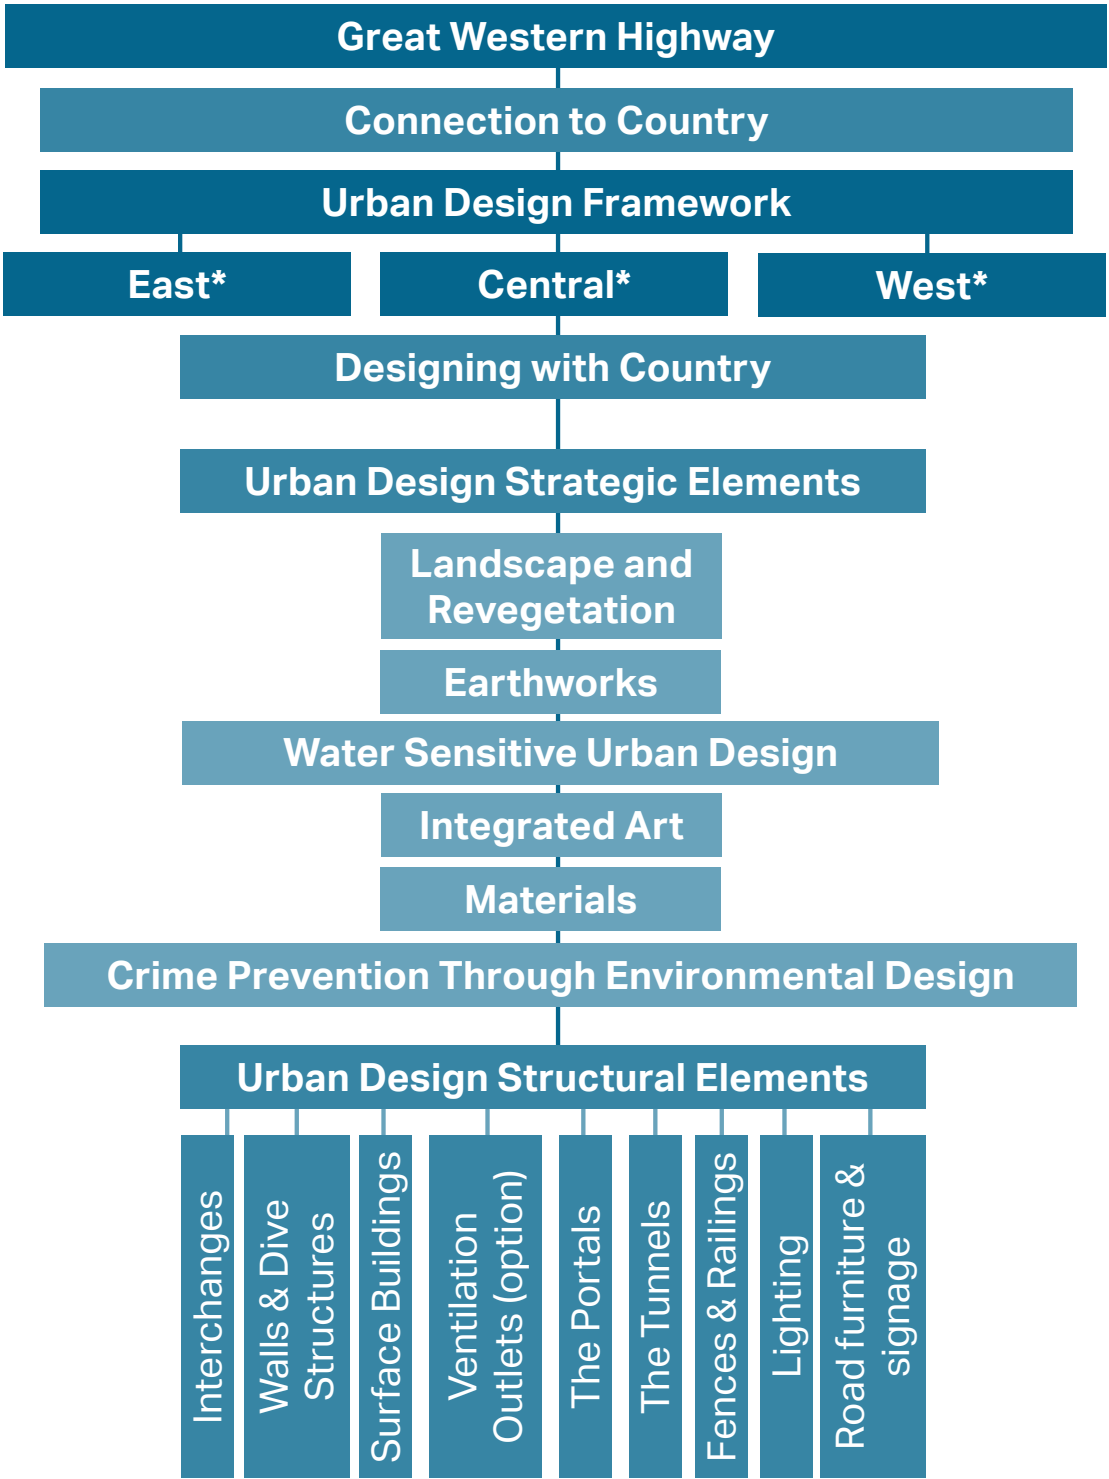 Great Western Highway
Connection to Country
Urban Design Framework
East*
Central*
West*
Designing with Country
Urban Design Strategic Elements
Landscape and
Revegetation
Earthworks
Water Sensitive Urban Design
Integrated Art
Materials
Crime Prevention Through Environmental Design
Urban Design Structural Elements
Interchanges
Walls & Dive
Structures
Surface Buildings
Ventilation
Outlets (option)
The Portals
The Tunnels
Fences & Railings
Lighting
Road furniture &
signage